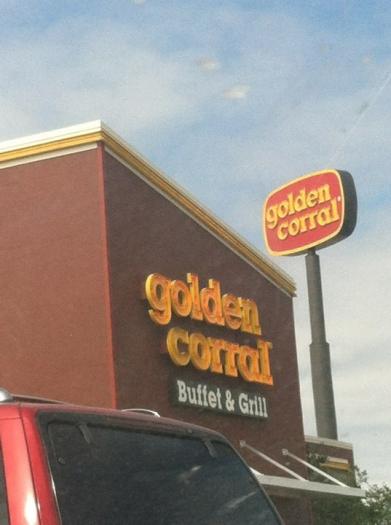 golden
corral
golden
corral
Buffet & Grill